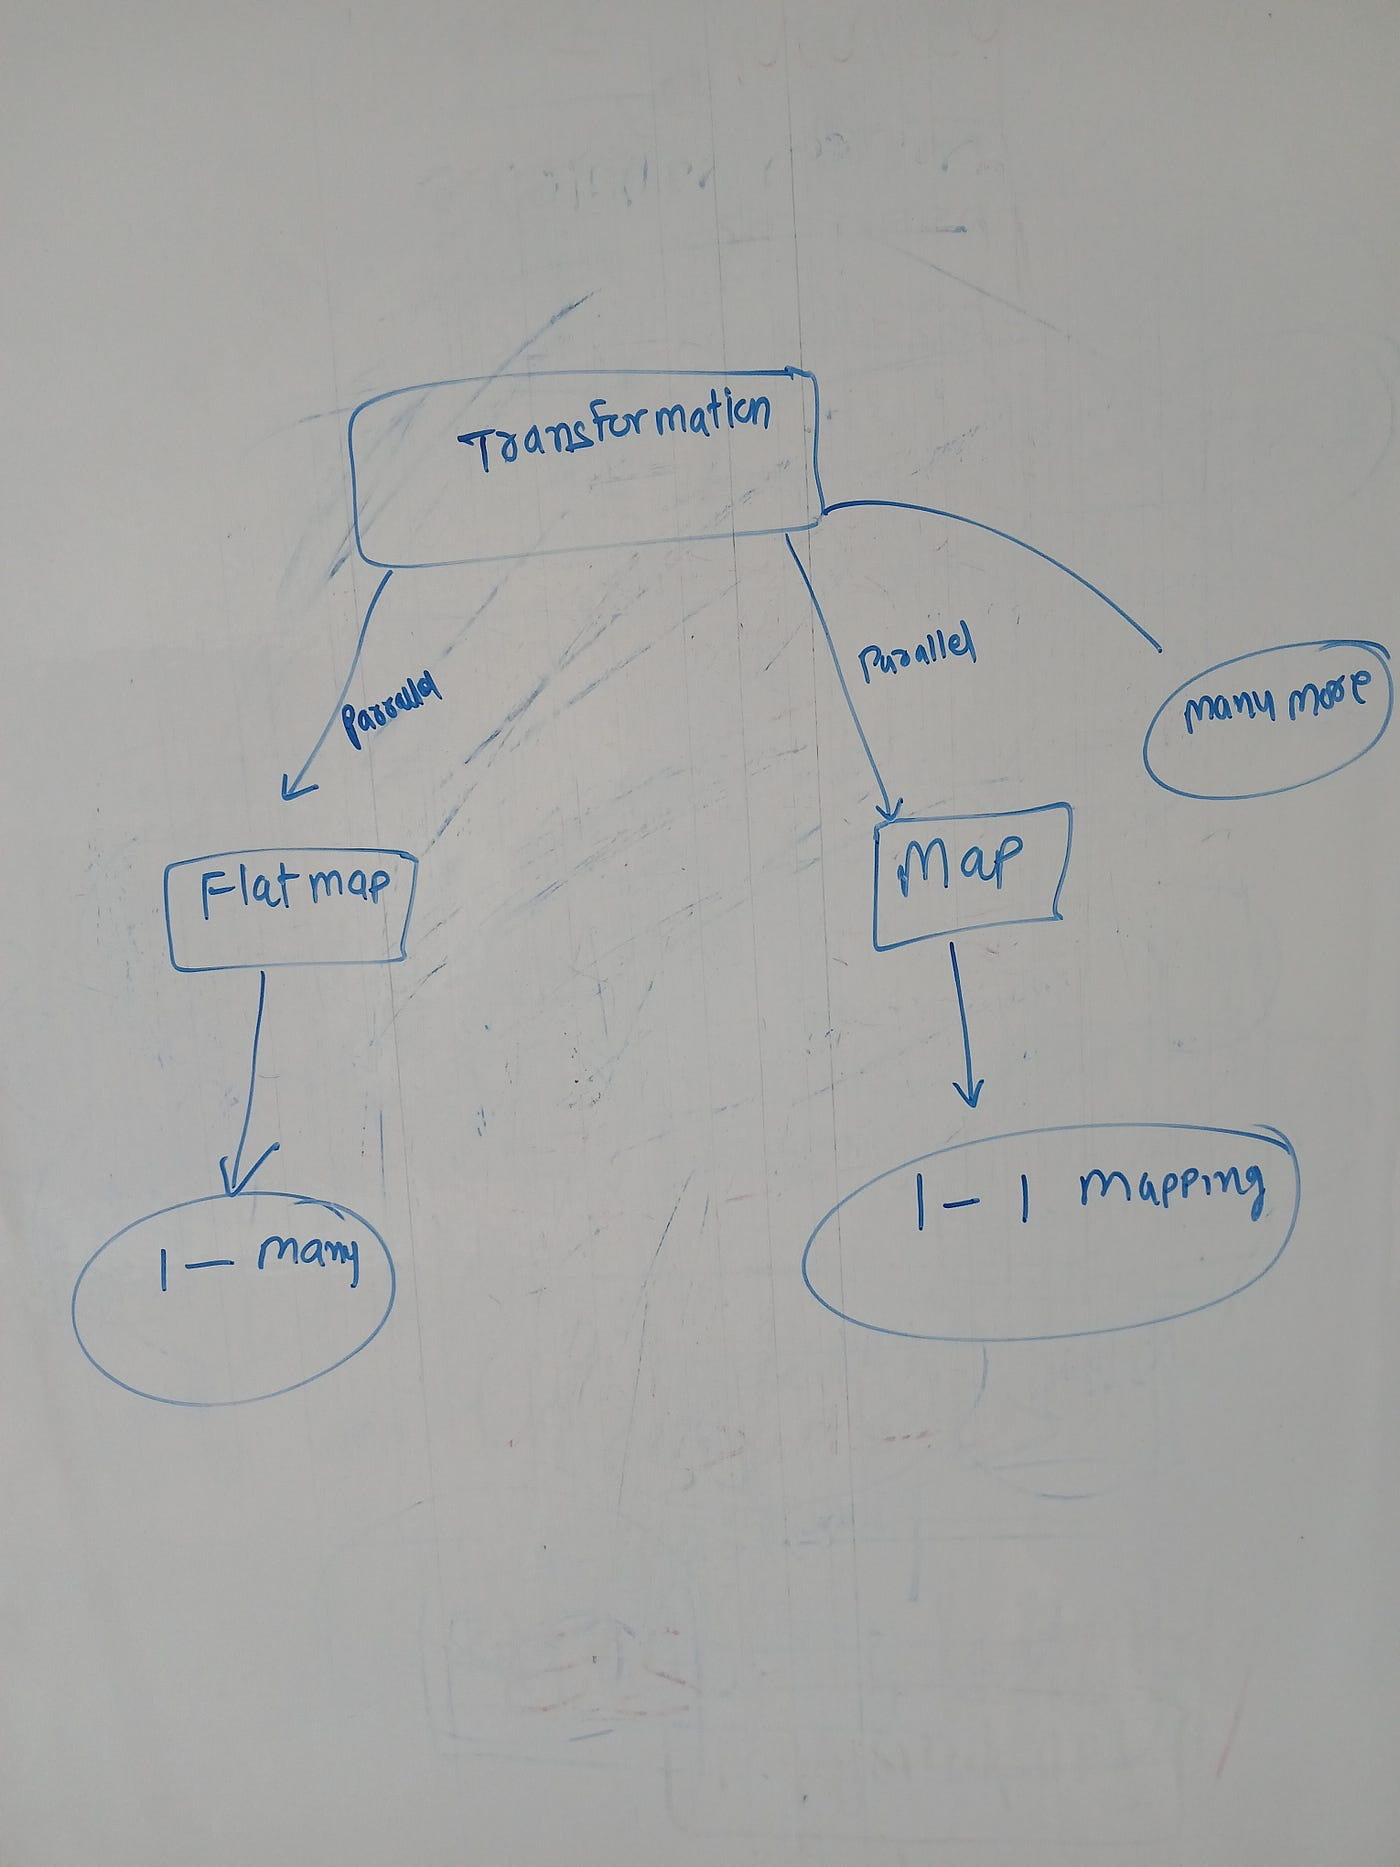 Transformation
Parallel
Parallel
many more
Flat map
Map
1 - 1 mapping
1 - many